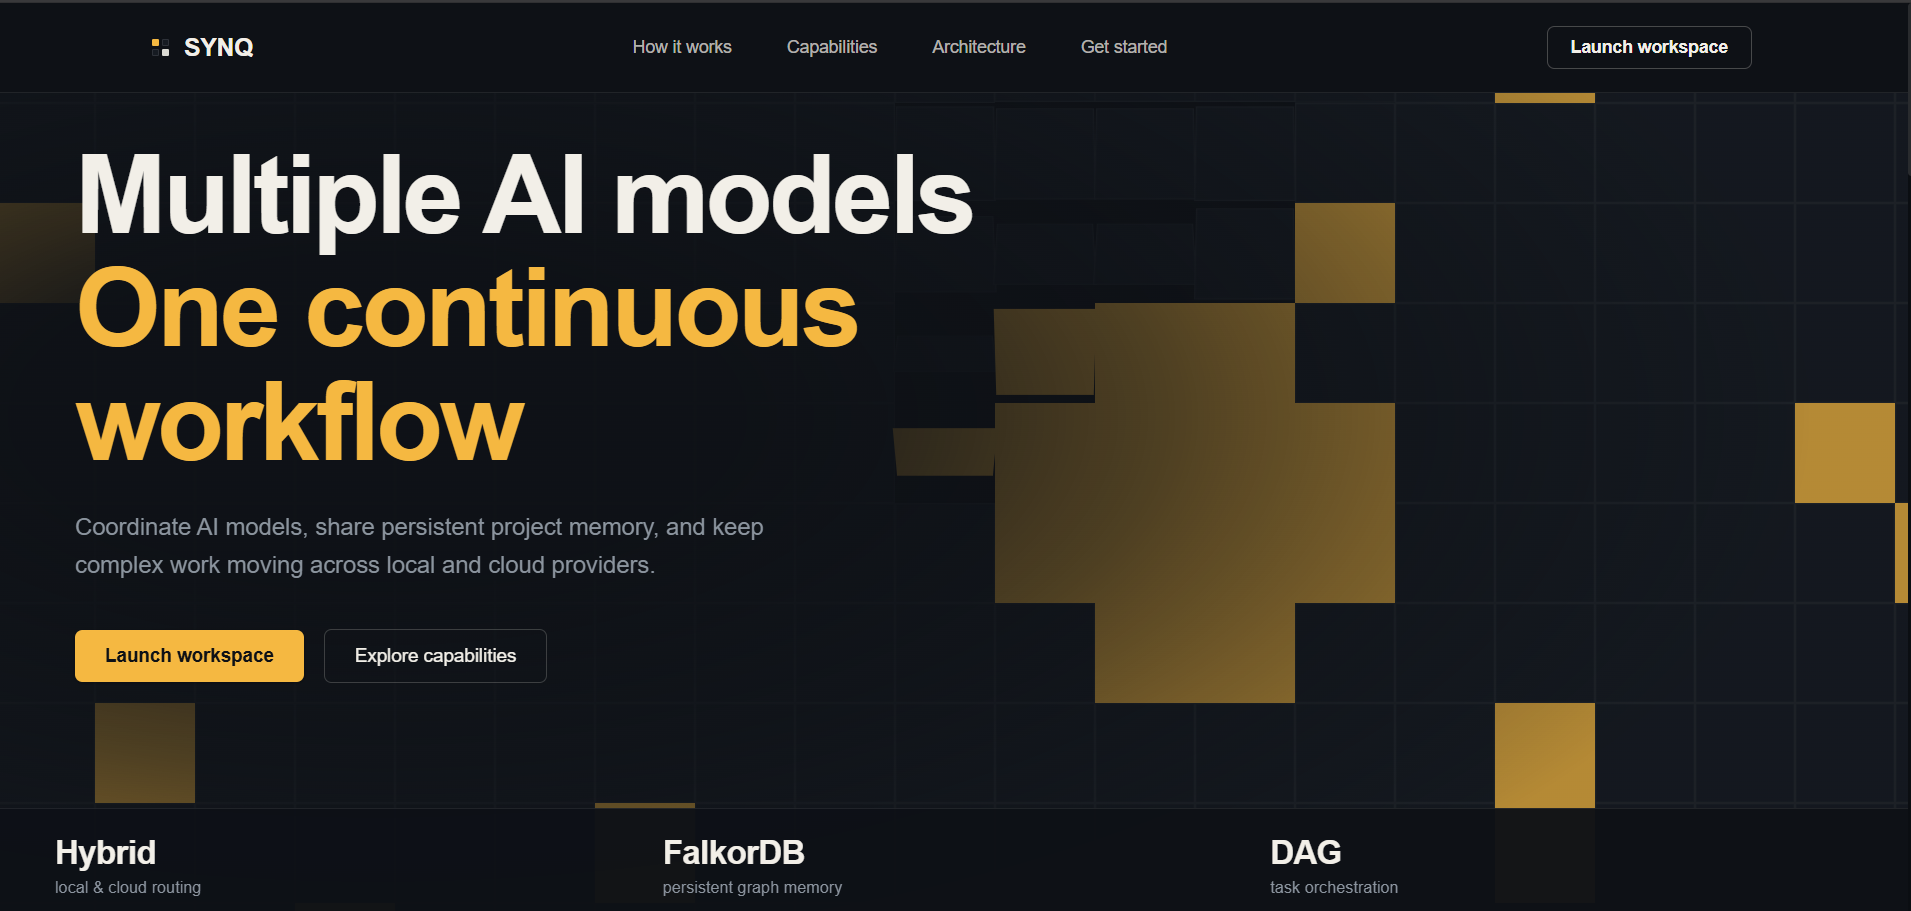 SYNQ
How it works
Capabilities
Architecture
Get started
Launch workspace
Multiple AI models
One continuous
workflow
Coordinate AI models, share persistent project memory, and keep
complex work moving across local and cloud providers.
Launch workspace
Explore capabilities
Hybrid
local & cloud routing
FalkorDB
persistent graph memory
DAG
task orchestration